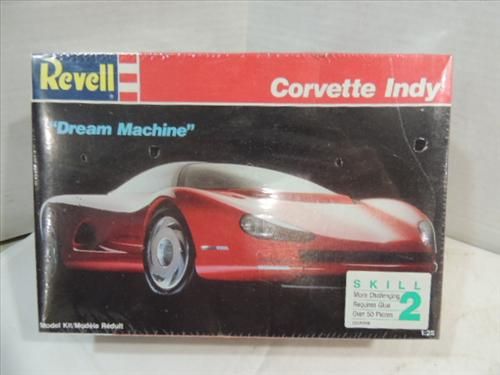 Revell
Corvette Indy
"Dream Machine"
SKILL
2
More Challenging
Requires Glue
Over 50 Pieces
Model Kit/Modèle Réduit
1:25